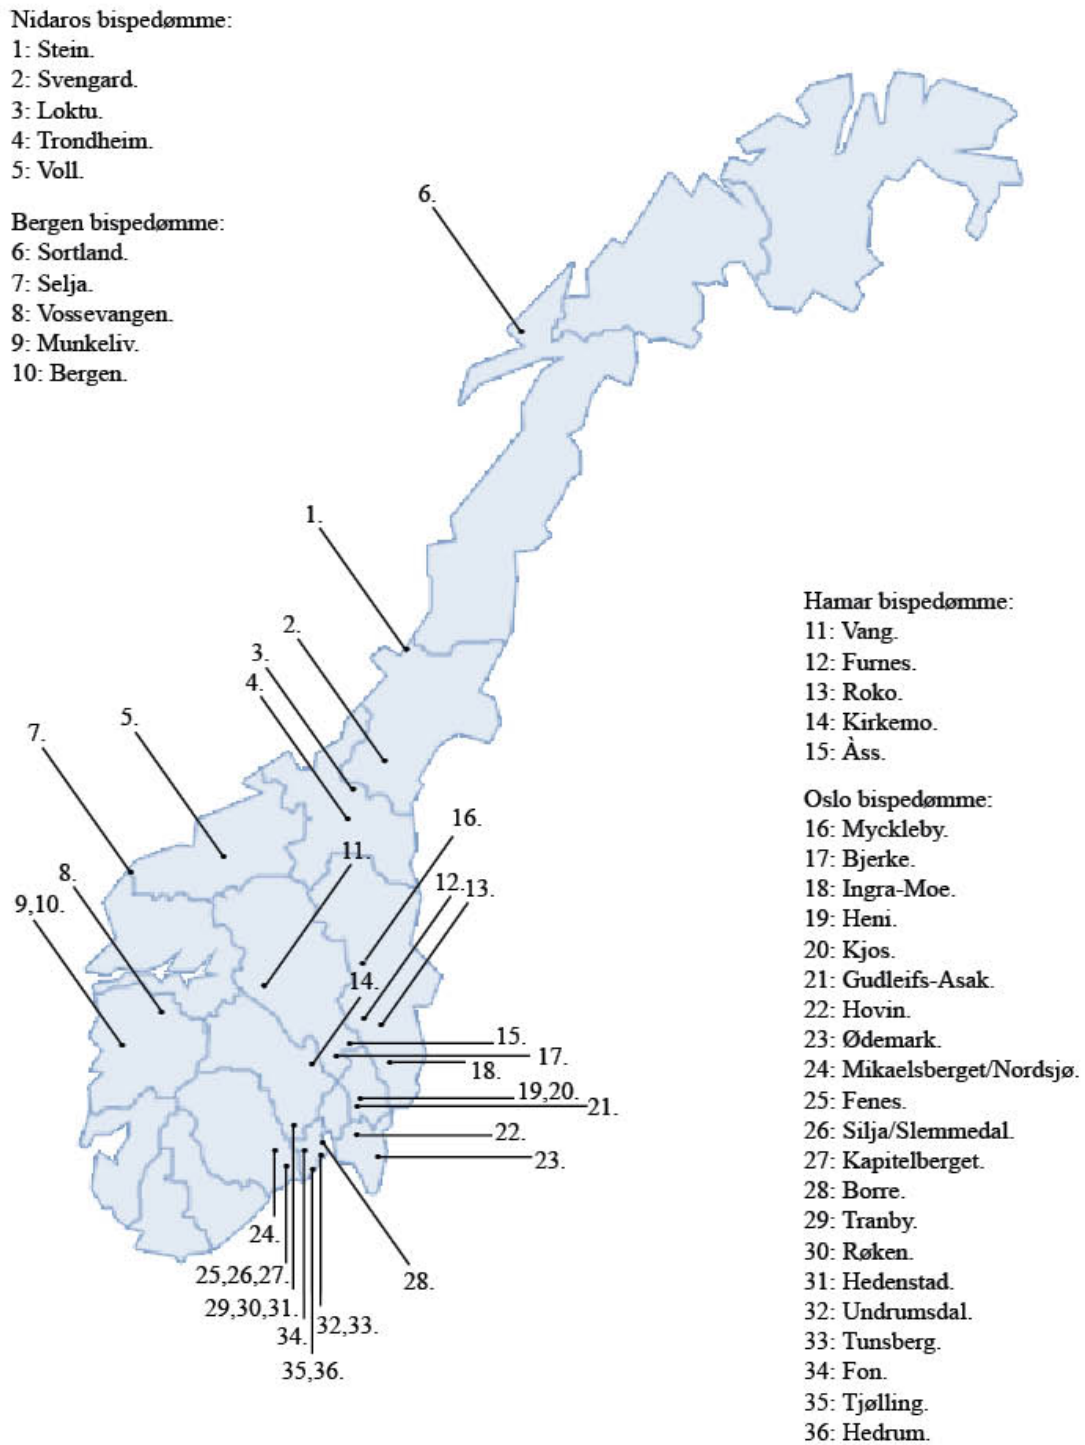 Nidaros bispedømme:
1: Stein.
2: Svengard.
3: Loktu.
4: Trondheim.
5: Voll.
Bergen bispedømme:
6: Sortland.
7: Selja.
8: Vossevangen.
9: Munkeliv.
10: Bergen.
6.
1.
2.
3.
4.
5.
7.
16.
11.
8.
12.
13.
9,10.
14.
15.
17.
18.
19,20.
21.
22.
23.
24.
25,26,27.
28.
29,30,31.
32,33.
34.
35,36.
Hamar bispedømme:
11: Vang.
12: Furnes.
13: Roko.
14: Kirkemo.
15: Àss.
Oslo bispedømme:
16: Myckleby.
17: Bjerke.
18: Ingra-Moe.
19: Heni.
20: Kjos.
21: Gudleifs-Asak.
22: Hovin.
23: Ødemark.
24: Mikaelsberget/Nordsjø.
25: Fenes.
26: Silja/Slemmedal.
27: Kapitelberget.
28: Borre.
29: Tranby.
30: Røken.
31: Hedenstad.
32: Undrumsdal.
33: Tunsberg.
34: Fon.
35: Tjølling.
36: Hedrum.